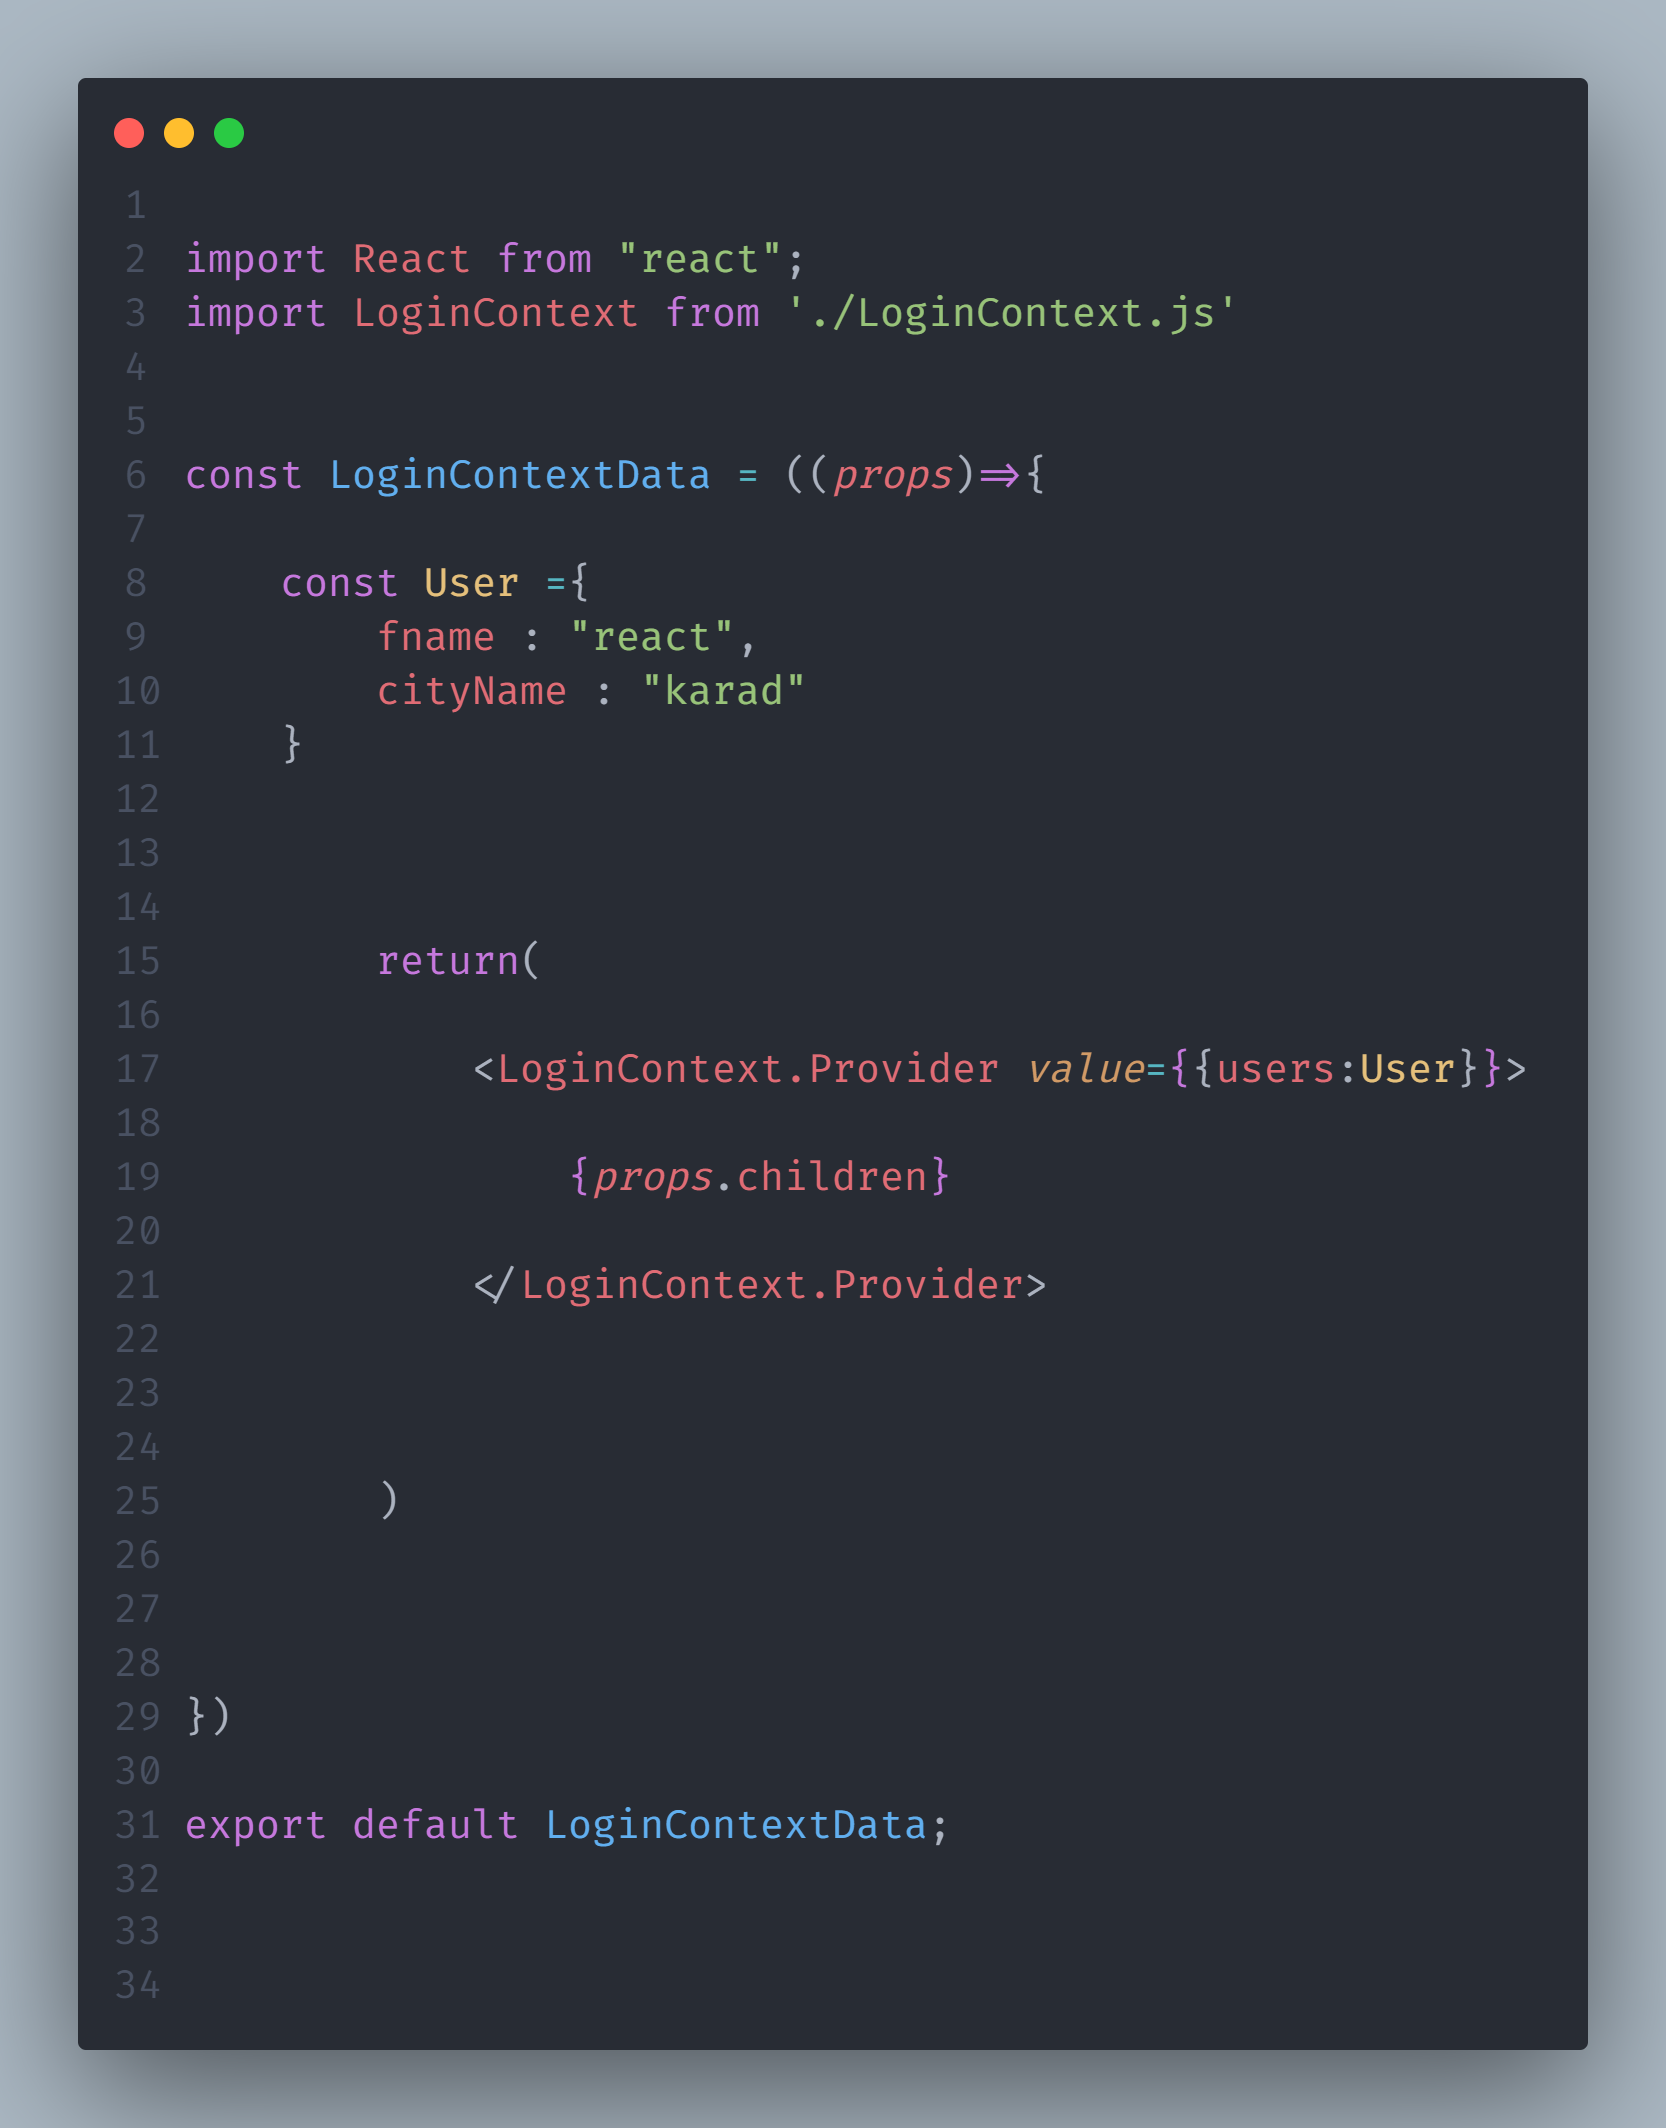 1
2 import React from "react";
3 import LoginContext from './LoginContext.js'
4
5
6 const LoginContextData = ((props)=>{
7
8     const User ={
9         fname : "react",
10         cityName : "karad"
11     }
12
13
14
15         return(
16
17             <LoginContext.Provider value={{users:User}}>
18
19                 {props.children}
20
21             </LoginContext.Provider>
22
23
24
25         )
26
27
28
29 })
30
31 export default LoginContextData;
32
33
34